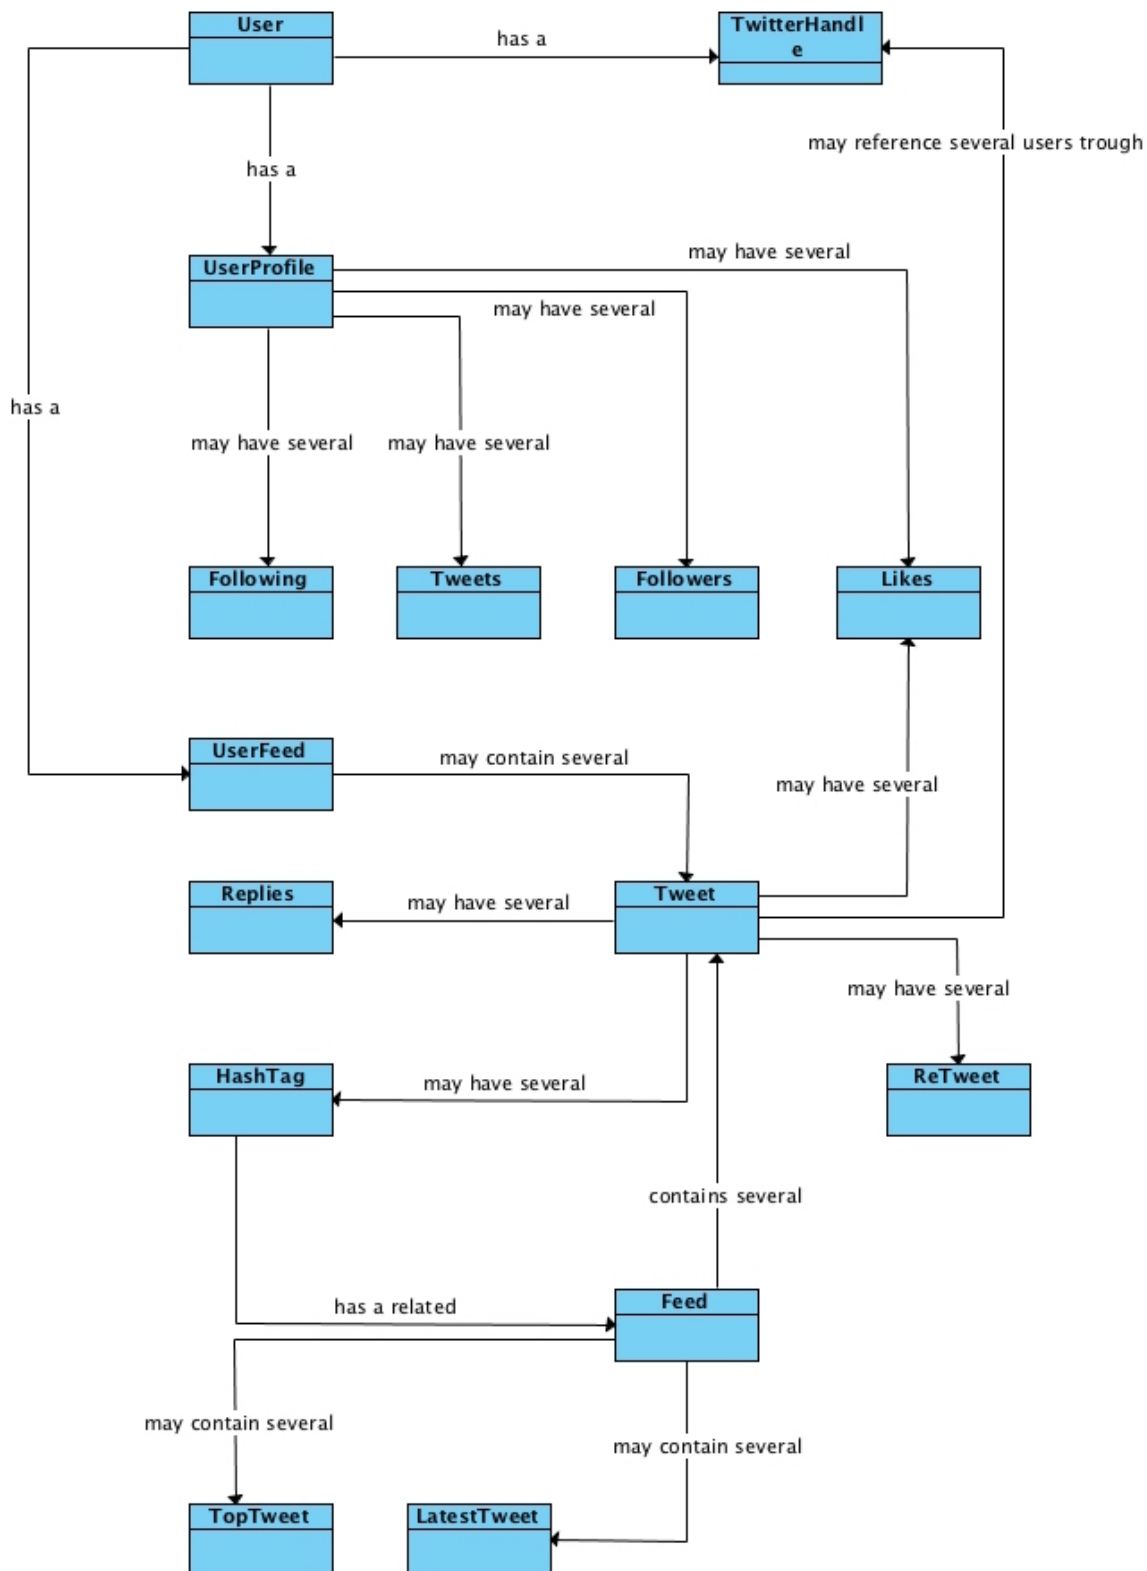 User
TwitterHandl
e
has a
may reference several users trough
has a
UserProfile
may have several
may have several
has a
may have several
may have several
Following
Tweets
Followers
Likes
UserFeed
may contain several
may have several
Replies
may have several
Tweet
may have several
HashTag
may have several
ReTweet
contains several
has a related
Feed
may contain several
may contain several
TopTweet
LatestTweet